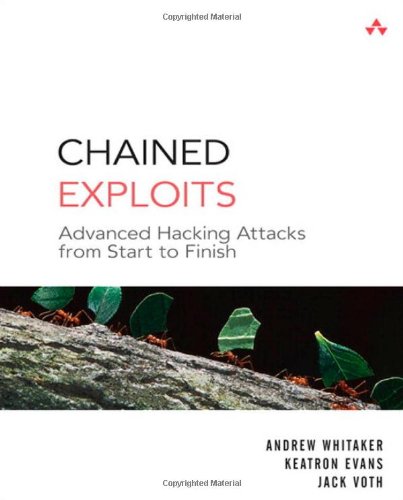 Copyrighted Material
CHAINED
EXPLOITS
Advanced Hacking Attacks
from Start to Finish
ANDREW WHITAKER
KEATRON EVANS
JACK VOTH
Copyrighted Material